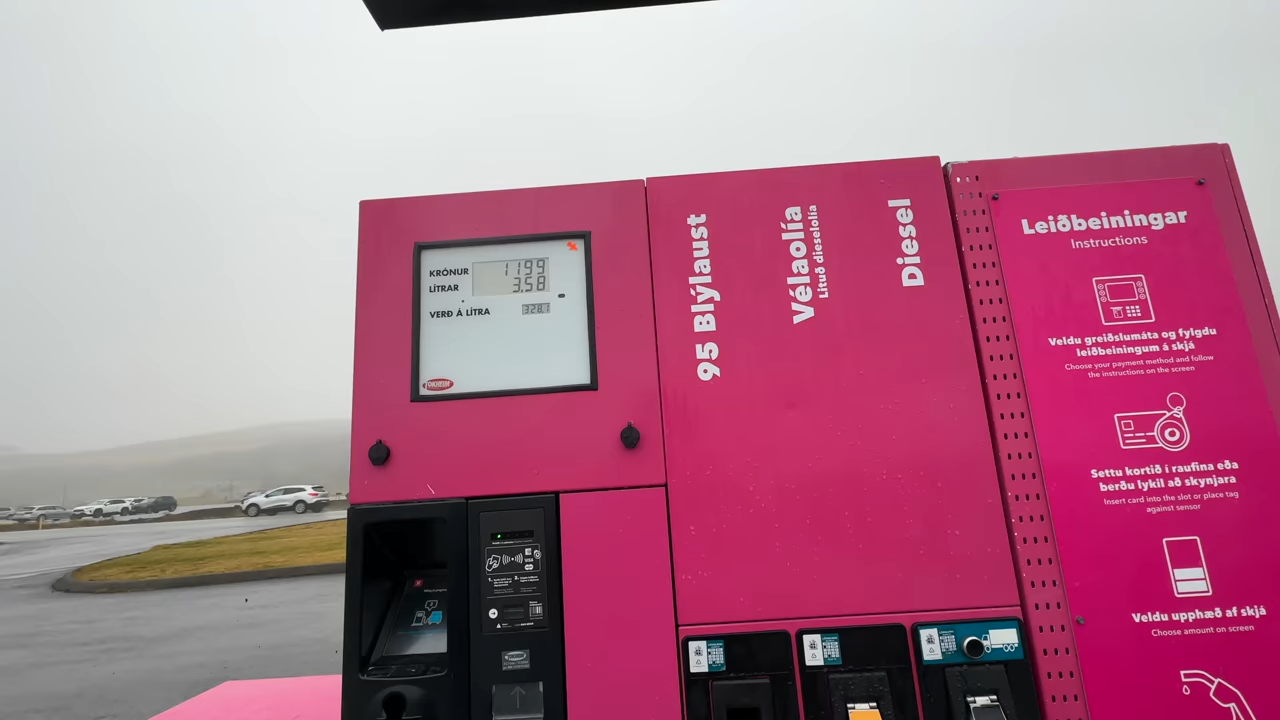 KRÓNUR 1199
LÍTRAR 3,58
VERÐ Á LÍTRA 328,1
TOKHEIM
95 Blýlaust
Vélaolía
Lituð dieselolía
Diesel
Leiðbeiningar
Instructions
Veldu greiðslumáta og fylgdu
leiðbeiningum á skjá
Choose your payment method and follow
the instructions on the screen
Settu kortið í raufina eða
berðu lykil að skynjara
Insert card into the slot or place tag
against sensor
Veldu upphæð af skjá
Choose amount on screen
VISA